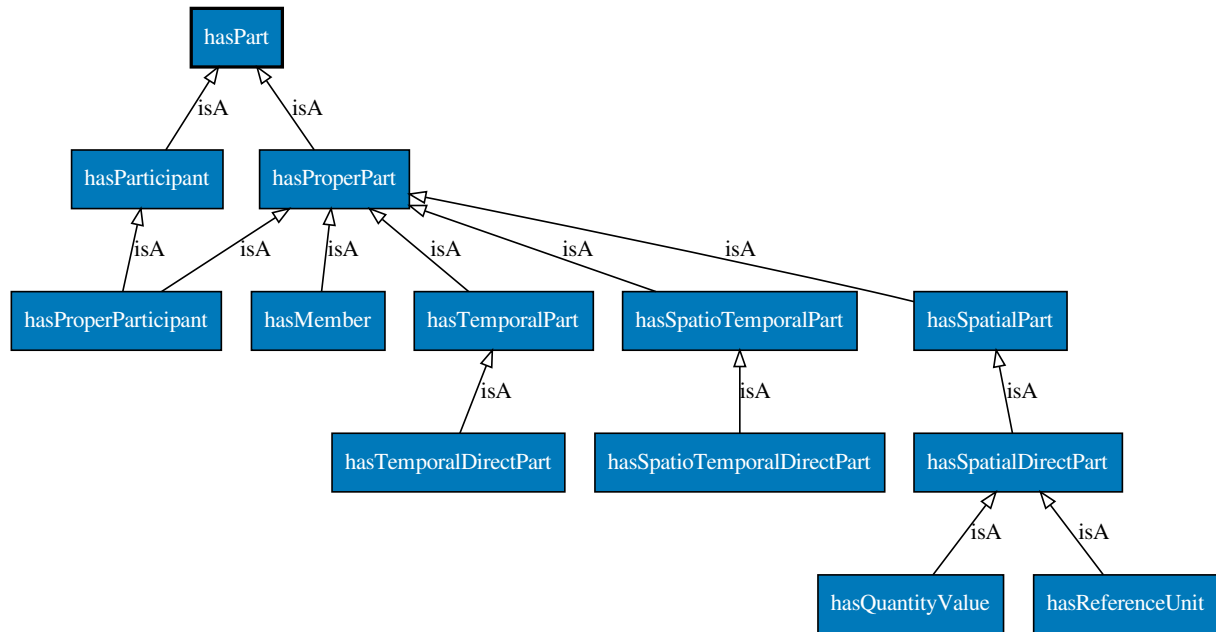 hasPart
isA
isA
hasParticipant
hasProperPart
isA
isA
isA
isA
isA
isA
hasProperParticipant
hasMember
hasTemporalPart
hasSpatioTemporalPart
hasSpatialPart
isA
isA
isA
hasTemporalDirectPart
hasSpatioTemporalDirectPart
hasSpatialDirectPart
isA
isA
hasQuantityValue
hasReferenceUnit